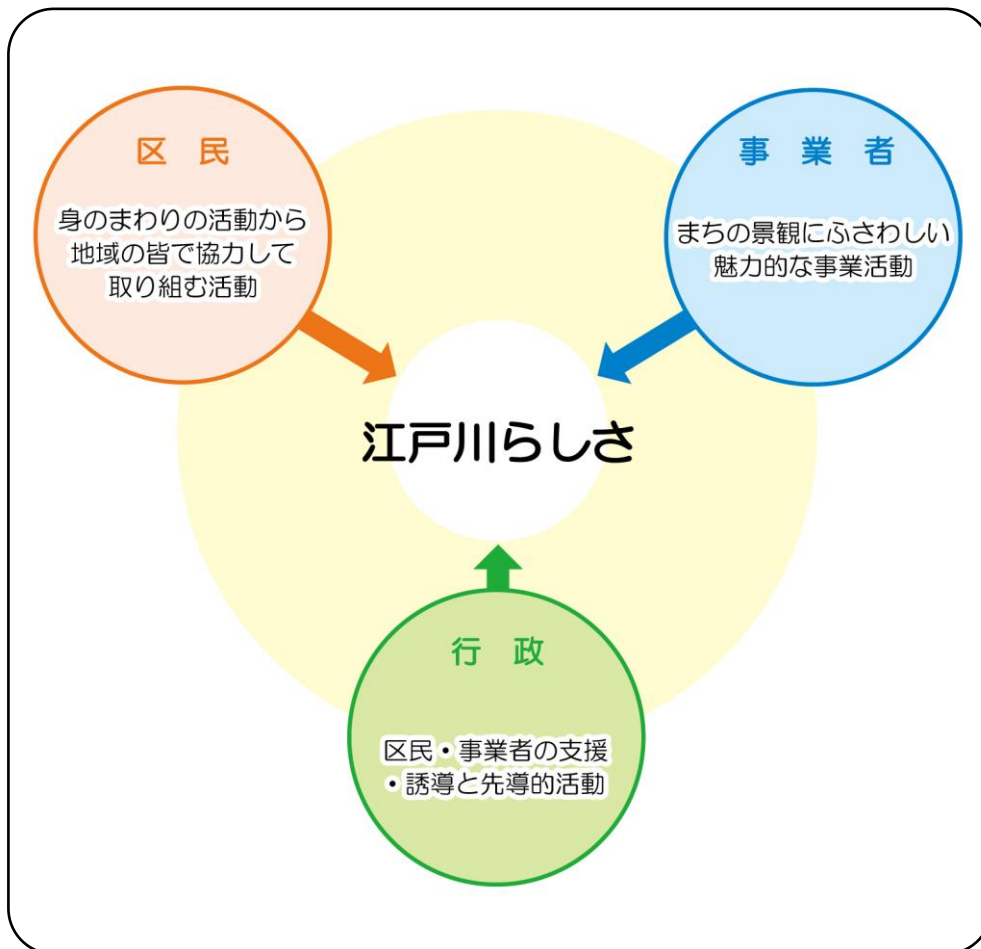 区 民
身のまわりの活動から
地域の皆で協力して
取り組む活動
事 業 者
まちの景観にふさわしい
魅力的な事業活動
江戸川らしさ
行 政
区民・事業者の支援
・誘導と先導的活動